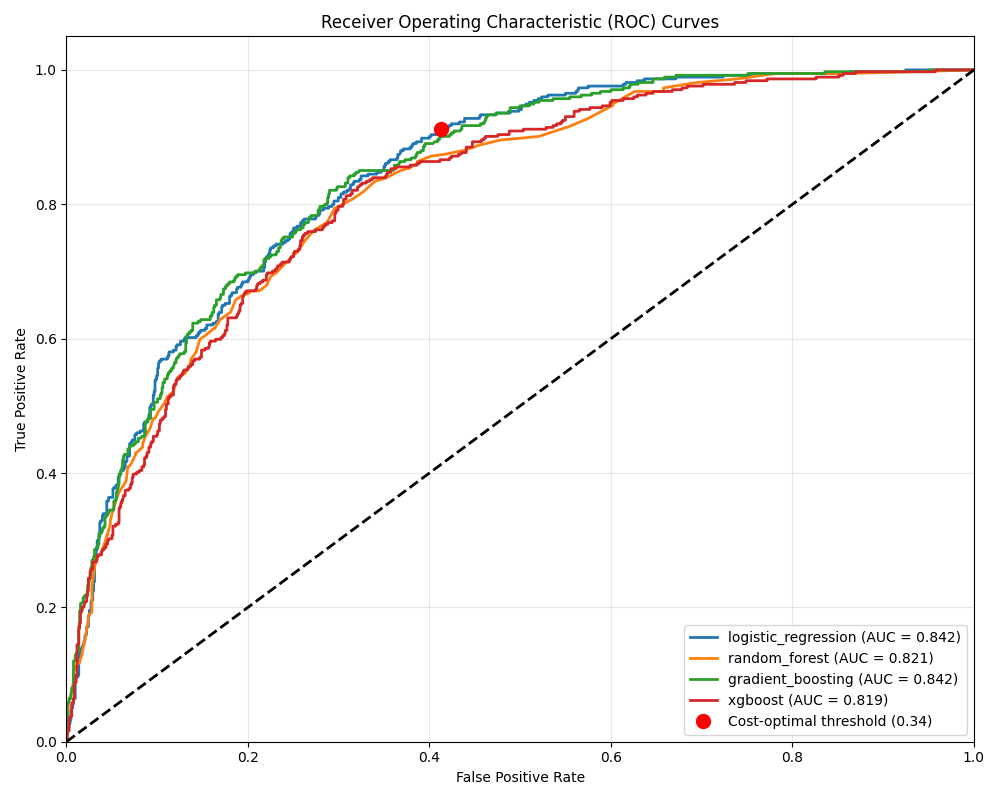 Receiver Operating Characteristic (ROC) Curves
1.0
0.8
0.6
0.4
0.2
0.0
True Positive Rate
0.0 0.2 0.4 0.6 0.8 1.0
False Positive Rate
logistic_regression (AUC = 0.842)
random_forest (AUC = 0.821)
gradient_boosting (AUC = 0.842)
xgboost (AUC = 0.819)
Cost-optimal threshold (0.34)